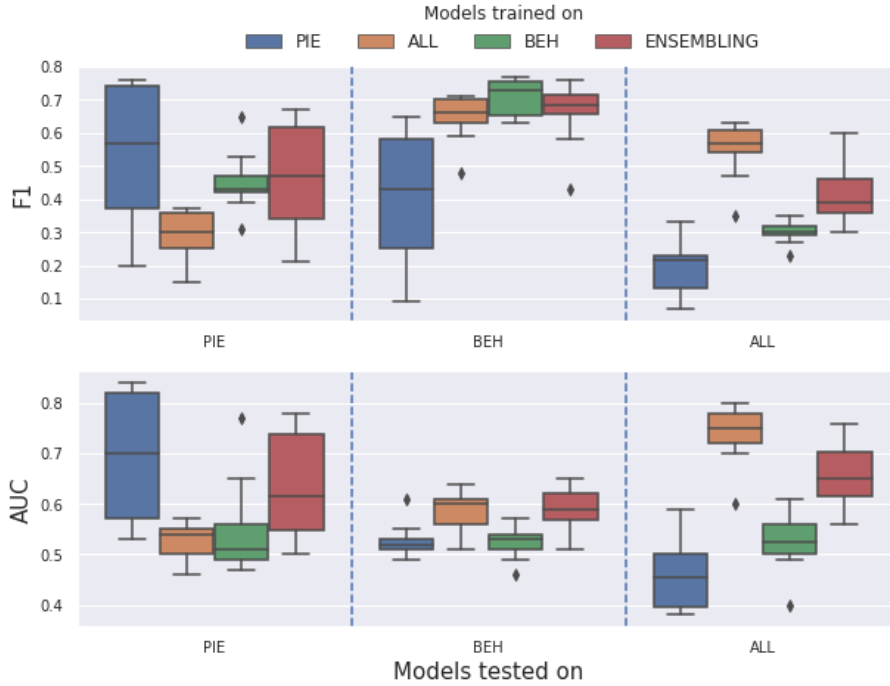 Models trained on
PIE ALL BEH ENSEMBLING
0.8
0.7
0.6
0.5
0.4
0.3
0.2
0.1
F1
PIE BEH ALL
0.8
0.7
0.6
0.5
0.4
AUC
PIE BEH ALL
Models tested on